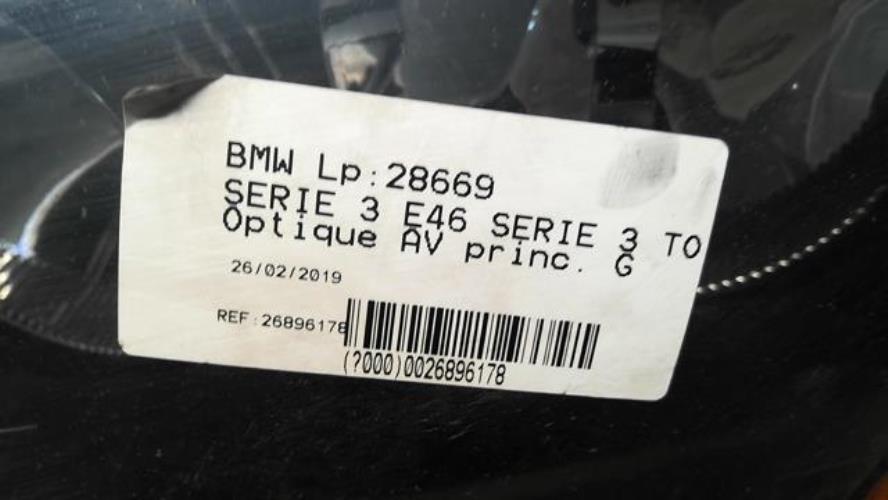 BMW Lp:28669
SERIE 3 E46 SERIE 3 TO
Optique AV princ. G
26/02/2019
REF:26896178
(?000)0026896178